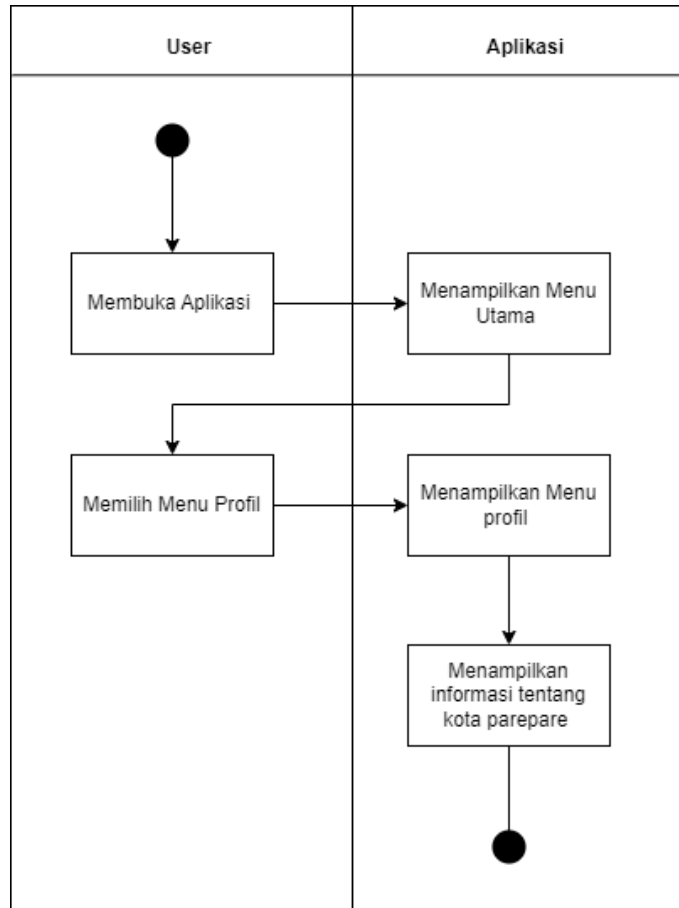 User
Aplikasi
Membuka Aplikasi
Menampilkan Menu
Utama
Memilih Menu Profil
Menampilkan Menu
profil
Menampilkan
informasi tentang
kota parepare